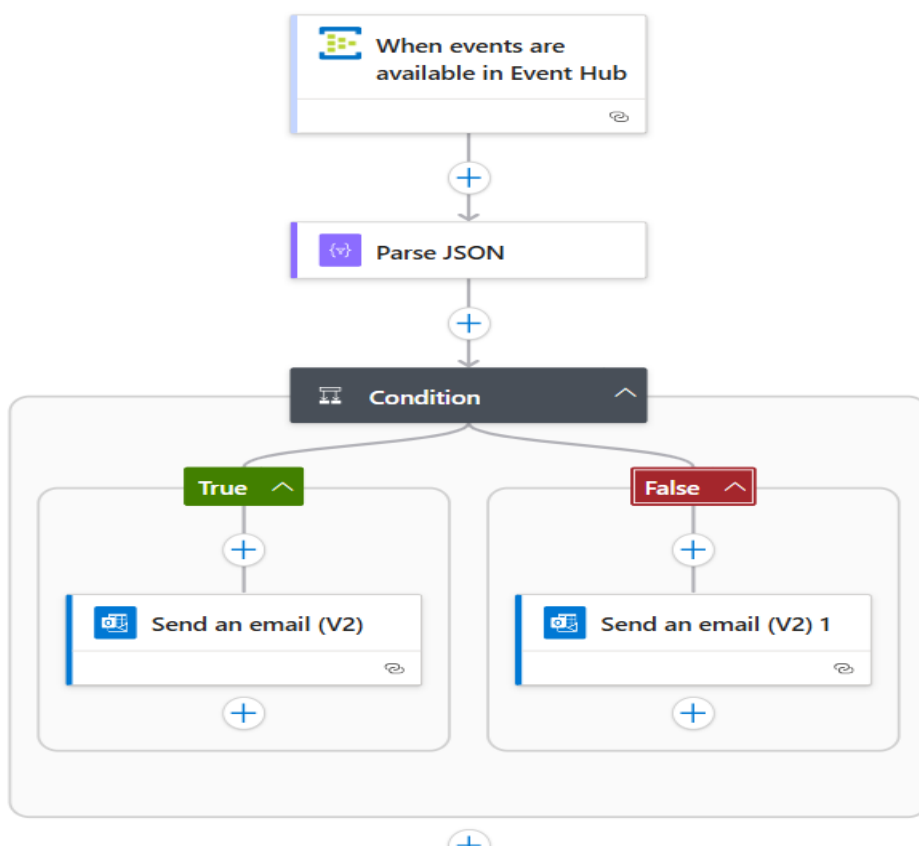 When events are
available in Event Hub
Parse JSON
Condition
True
False
Send an email (V2)
Send an email (V2) 1